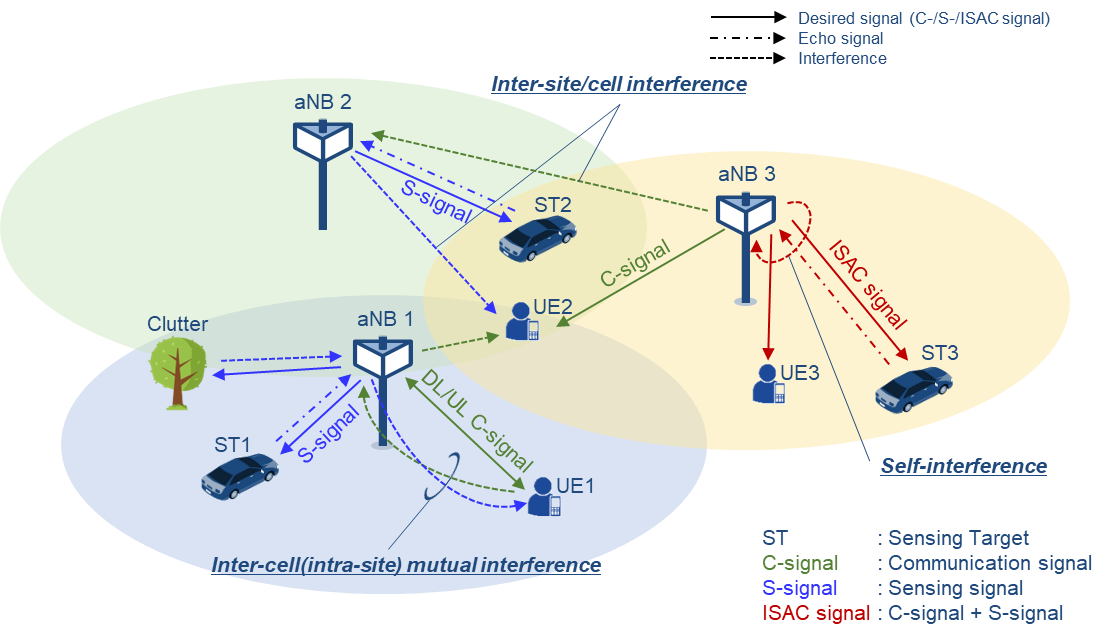 Desired signal (C-/S-/ISAC signal)
Echo signal
Interference
Inter-site/cell interference
aNB 2
aNB 3
S-signal
ST2
C-signal
ISAC signal
UE2
Clutter
aNB 1
ST3
UE3
DL/UL C-signal
S-signal
ST1
UE1
Self-interference
Inter-cell(intra-site) mutual interference
ST : Sensing Target
C-signal : Communication signal
S-signal : Sensing signal
ISAC signal : C-signal + S-signal